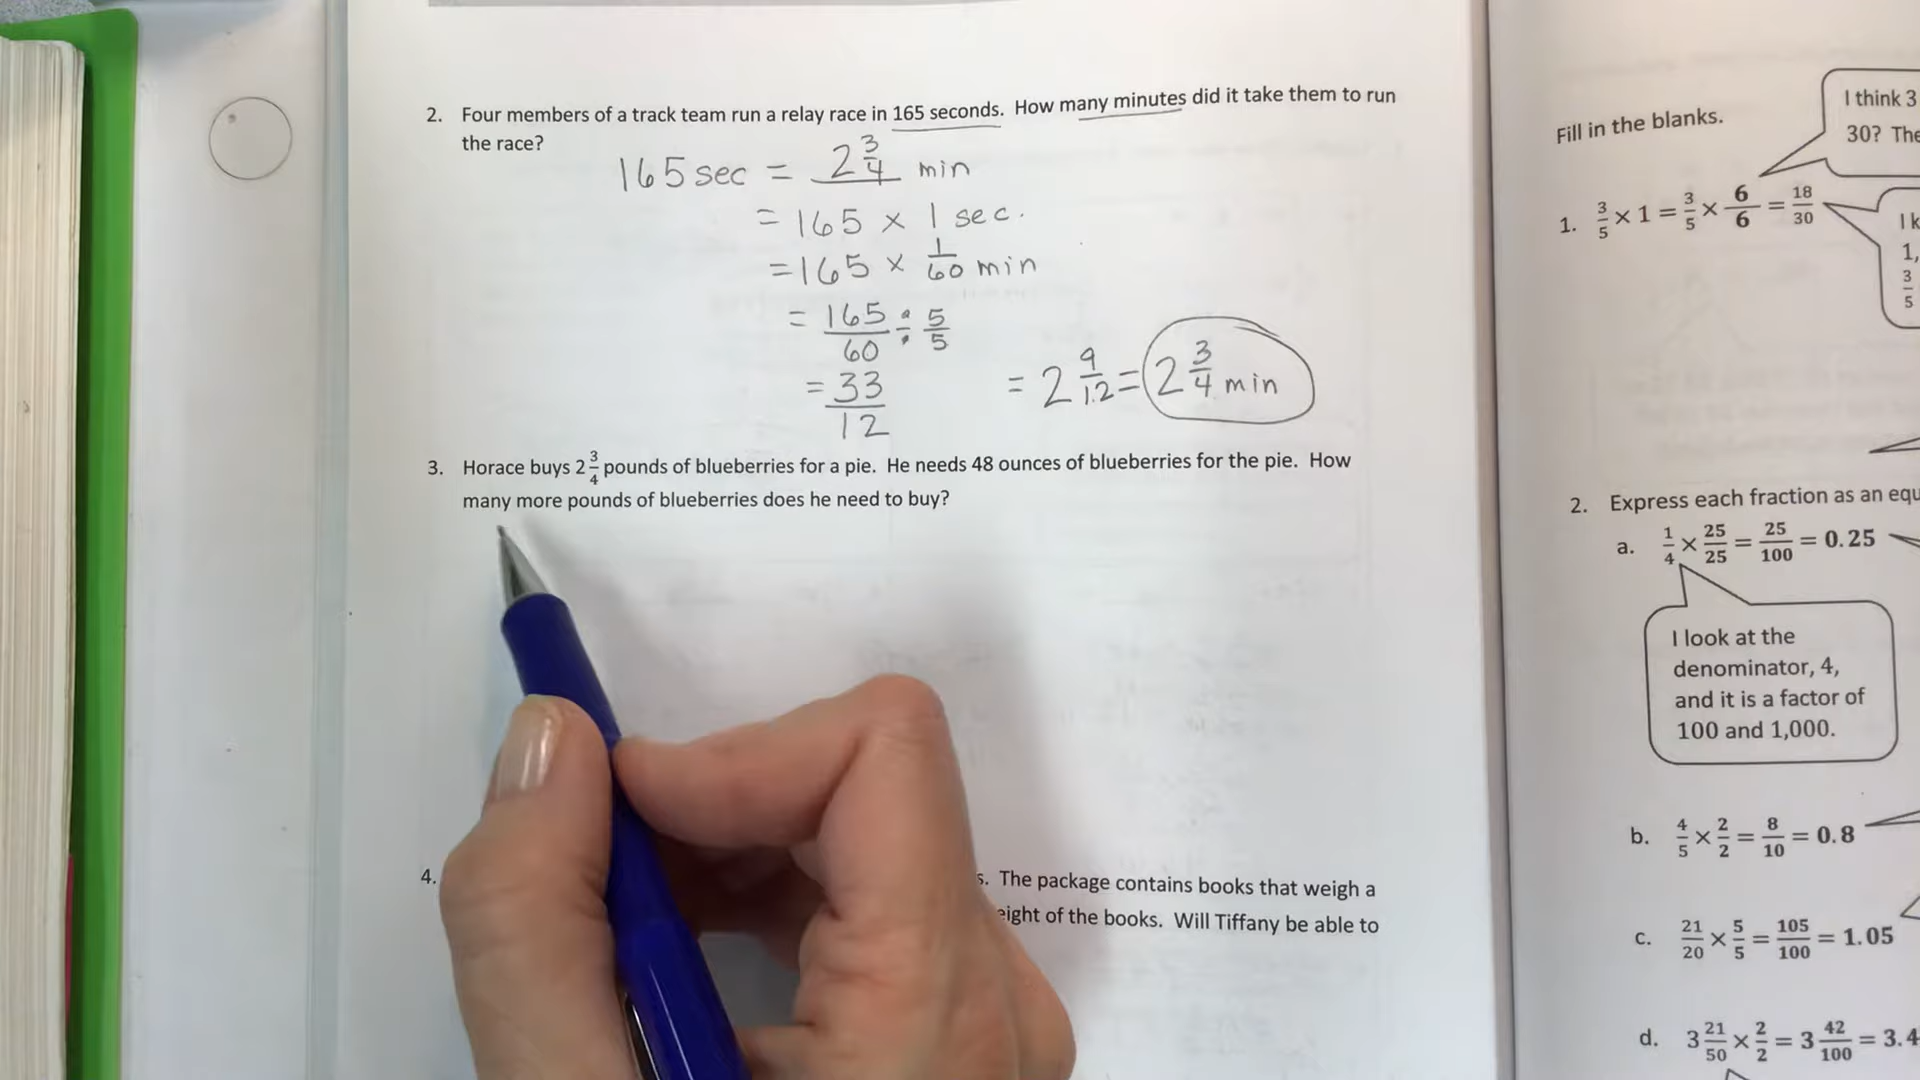 2. Four members of a track team run a relay race in 165 seconds. How many minutes did it take them to run
the race?
165 sec = 2 3/4 min
= 165 × 1 sec.
= 165 × 1/60 min
= 165/60 ÷ 5/5
= 33/12
= 2 9/12 = 2 3/4 min
3. Horace buys 2 3/4 pounds of blueberries for a pie. He needs 48 ounces of blueberries for the pie. How
many more pounds of blueberries does he need to buy?
4.
s. The package contains books that weigh a
eight of the books. Will Tiffany be able to
I think 3
30? The
Fill in the blanks.
1. 3/5 × 1 = 3/5 × 6/6 = 18/30
I k
1,
3/5
2. Express each fraction as an equ
a. 1/4 × 25/25 = 25/100 = 0.25
I look at the
denominator, 4,
and it is a factor of
100 and 1,000.
b. 4/5 × 2/2 = 8/10 = 0.8
c. 21/20 × 5/5 = 105/100 = 1.05
d. 3 21/50 × 2/2 = 3 42/100 = 3.4